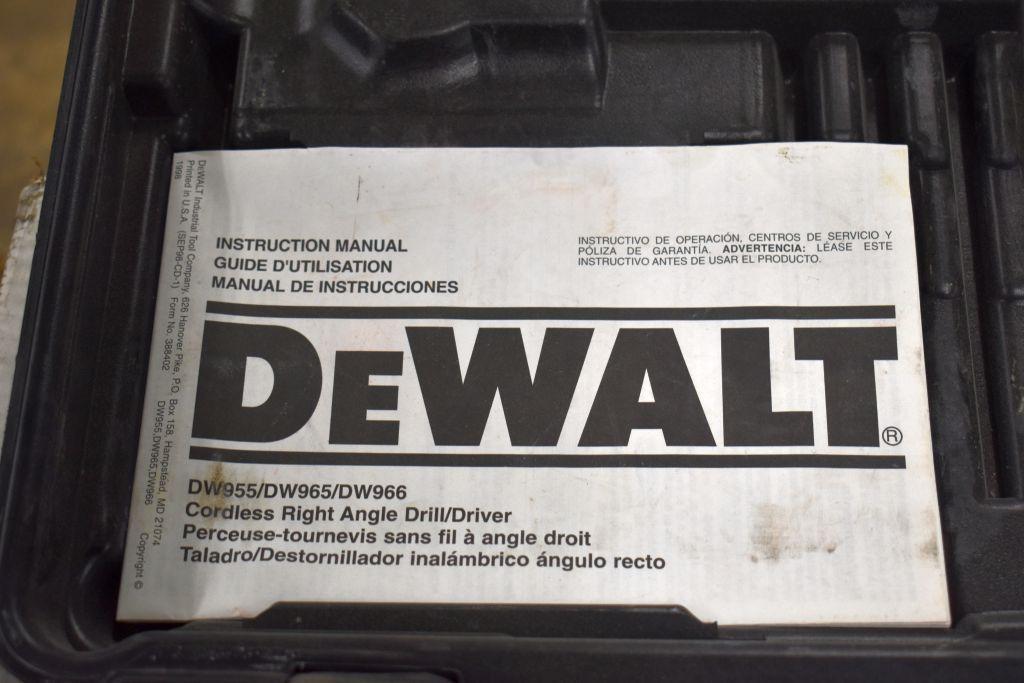 INSTRUCTION MANUAL
GUIDE D'UTILISATION
MANUAL DE INSTRUCCIONES
INSTRUCTIVO DE OPERACIÓN, CENTROS DE SERVICIO Y
PÓLIZA DE GARANTÍA. ADVERTENCIA: LÉASE ESTE
INSTRUCTIVO ANTES DE USAR EL PRODUCTO.
DEWALT®
DW955/DW965/DW966
Cordless Right Angle Drill/Driver
Perceuse-tournevis sans fil à angle droit
Taladro/Destornillador inalámbrico ángulo recto
DEWALT Industrial Tool Company, 626 Hanover Pike, P.O. Box 158, Hampstead, MD 21074
Printed in U.S.A. (SEP98-CD-1) Form No. 388402 DW955,DW965,DW966 Copyright ©
1998